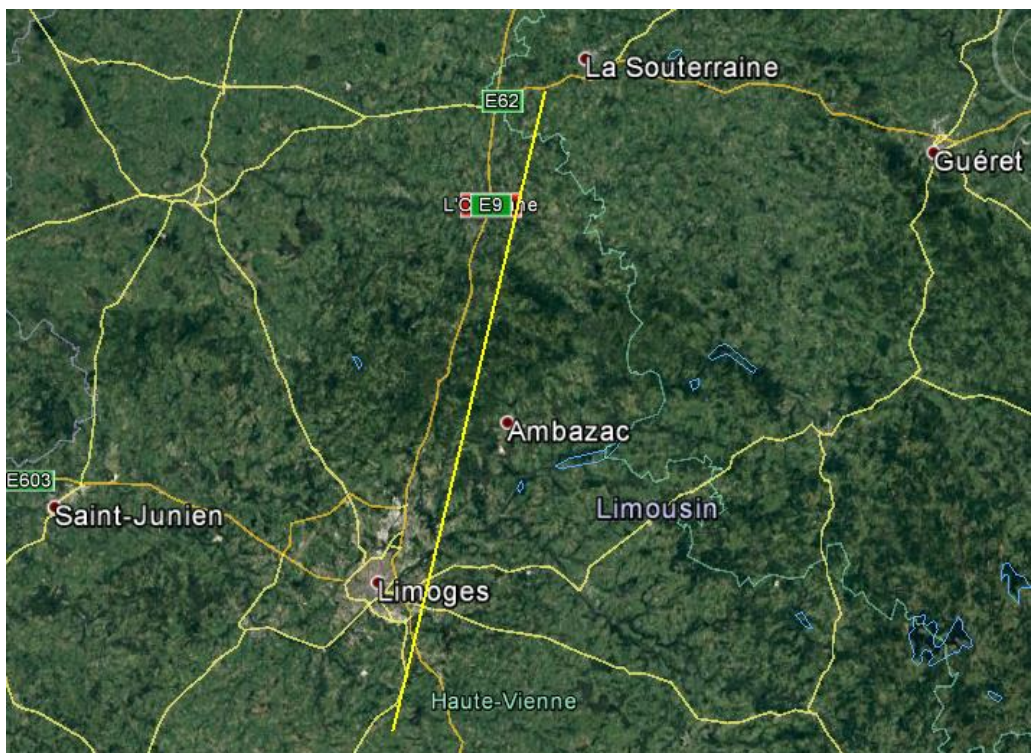 La Souterraine
E62
Guéret
E9
Ambazac
E603
Saint-Junien
Limousin
Limoges
Haute-Vienne